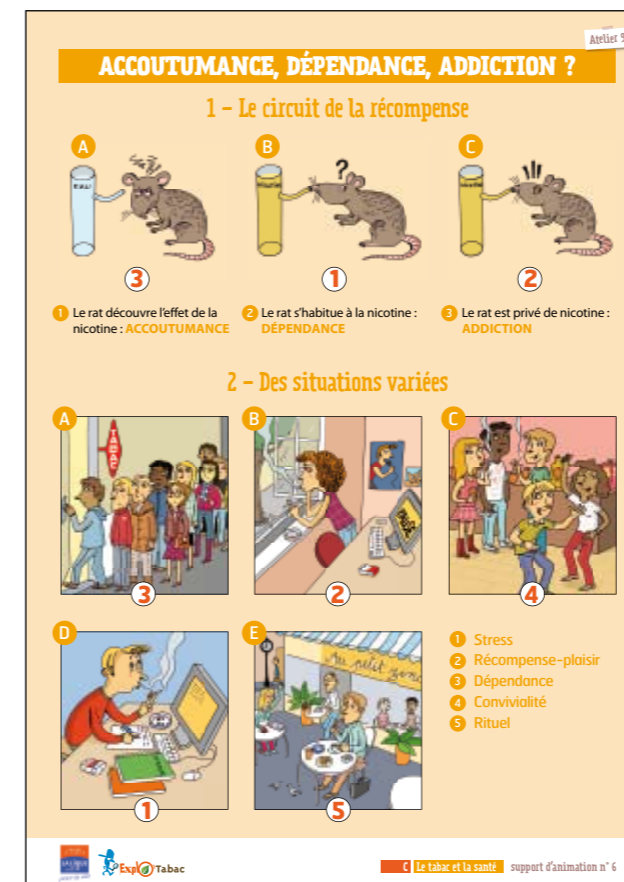 Atelier 5
ACCOUTUMANCE, DÉPENDANCE, ADDICTION ?
1 – Le circuit de la récompense
A
B
C
EAU
?
3
1
2
1 Le rat découvre l'effet de la
nicotine : ACCOUTUMANCE
2 Le rat s'habitue à la nicotine :
DÉPENDANCE
3 Le rat est privé de nicotine :
ADDICTION
2 – Des situations variées
A
B
C
TABAC
PAUSE
3
2
4
D
E
Au petit
1
5
1 Stress
2 Récompense-plaisir
3 Dépendance
4 Convivialité
5 Rituel
Explo Tabac
C Le tabac et la santé support d'animation n° 6